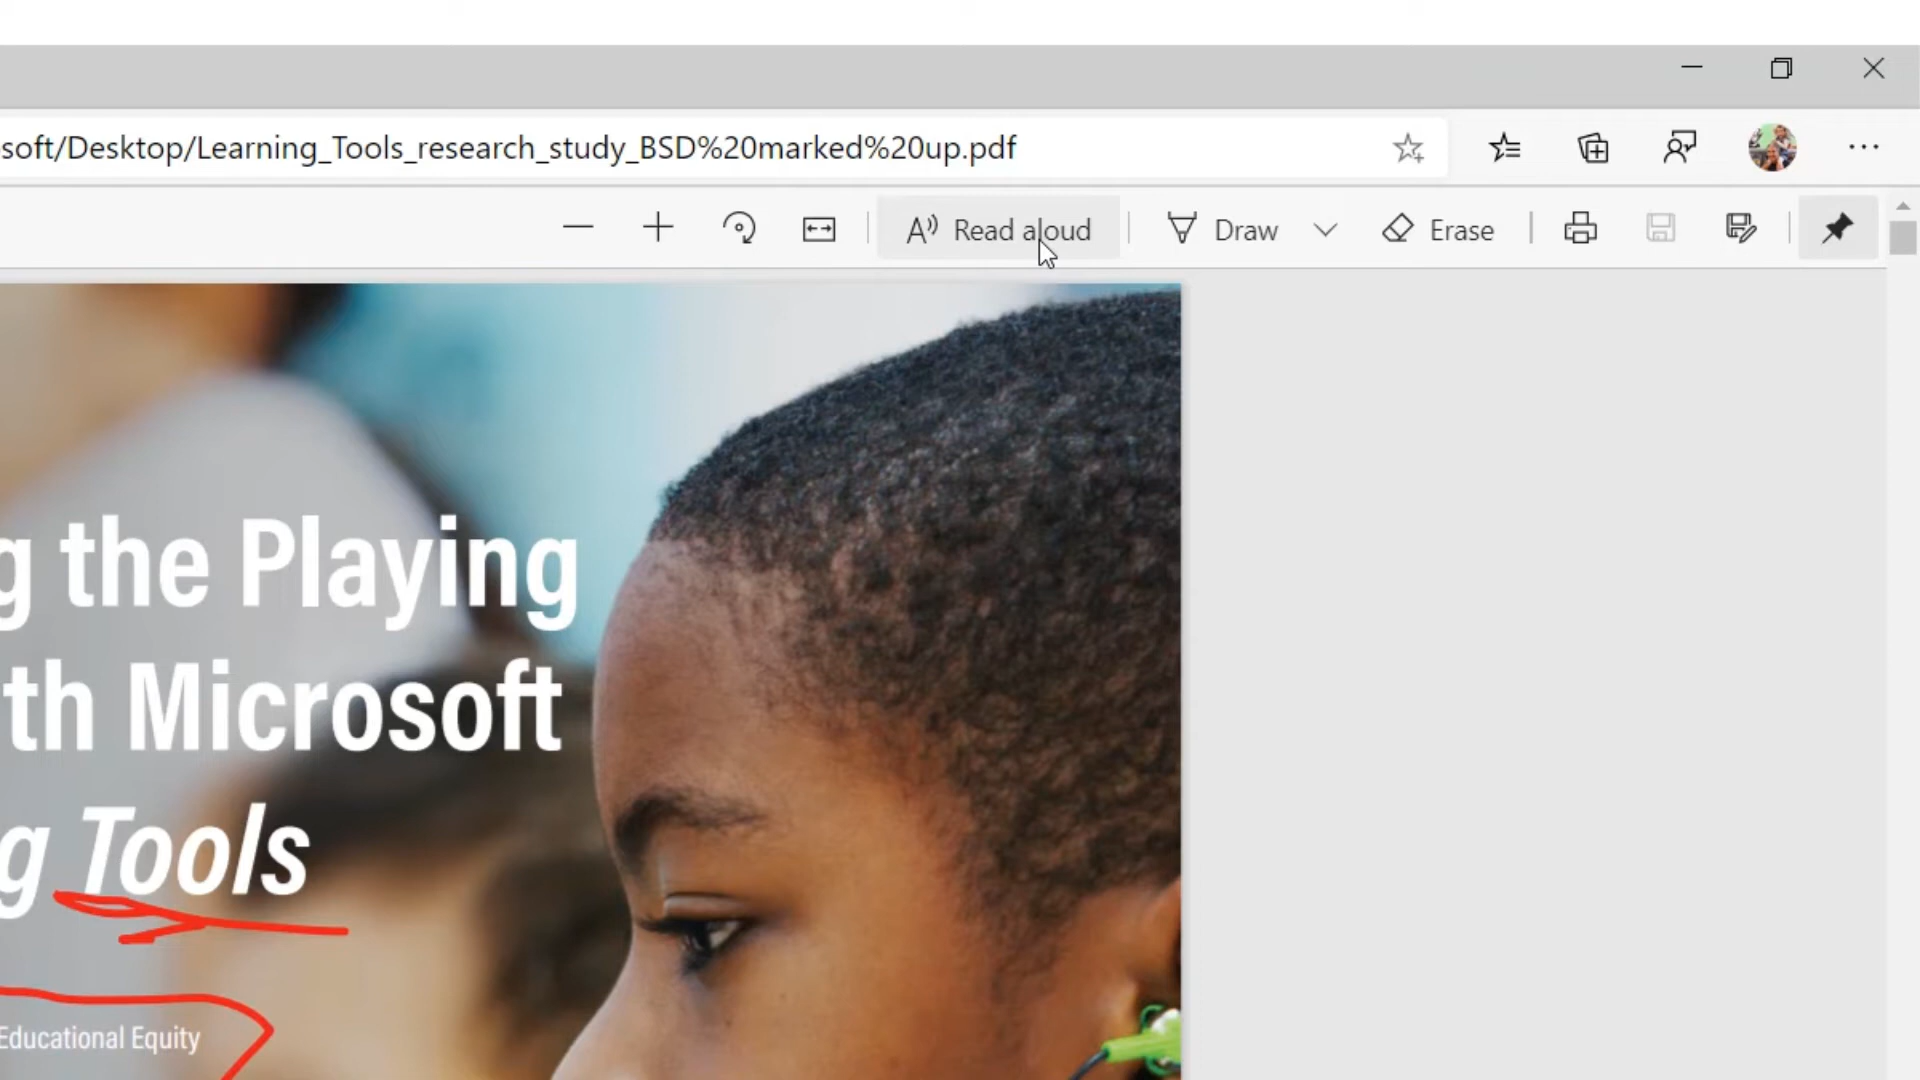 soft/Desktop/Learning_Tools_research_study_BSD%20marked%20up.pdf
Read aloud
Draw
Erase
g the Playing
th Microsoft
g Tools
Educational Equity